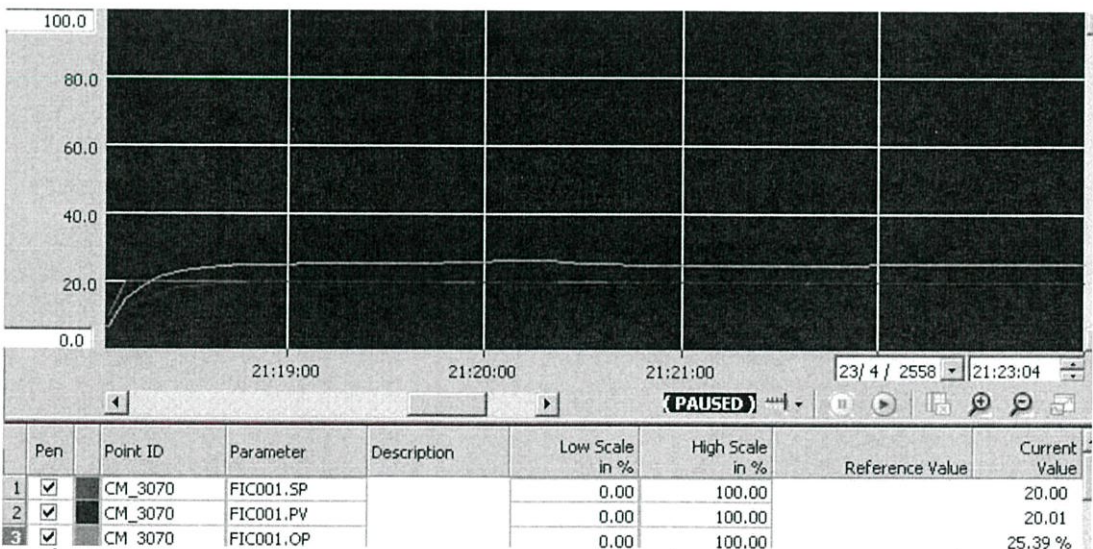 100.0
80.0
60.0
40.0
20.0
0.0
21:19:00 21:20:00 21:21:00 23/ 4 / 2558 21:23:04
(PAUSED)
Pen Point ID Parameter Description Low Scale in % High Scale in % Reference Value Current Value
1 CM_3070 FIC001.SP 0.00 100.00 20.00
2 CM_3070 FIC001.PV 0.00 100.00 20.01
3 CM 3070 FIC001.OP 0.00 100.00 25.39 %